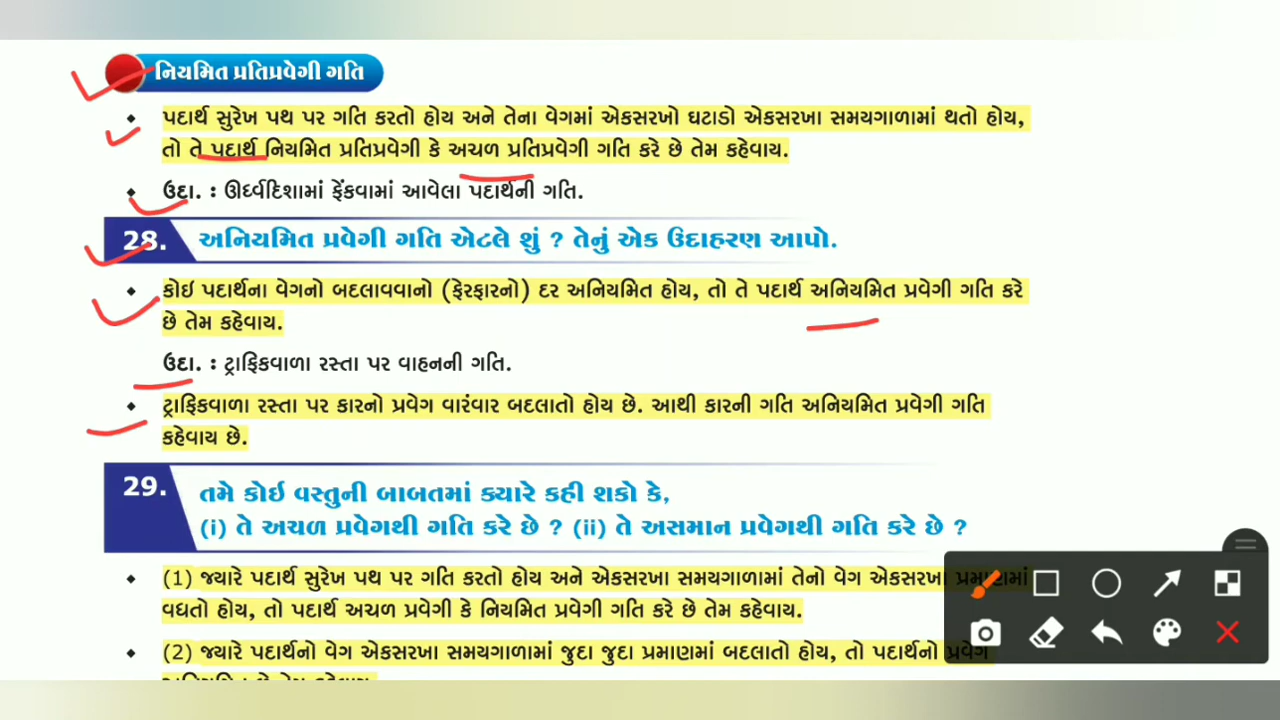 નિયમિત પ્રતિપ્રવેગી ગતિ
પદાર્થ સુરેખ પથ પર ગતિ કરતો હોય અને તેના વેગમાં એકસરખો ઘટાડો એકસરખા સમયગાળામાં થતો હોય,
તો તે પદાર્થ નિયમિત પ્રતિપ્રવેગી કે અચળ પ્રતિપ્રવેગી ગતિ કરે છે તેમ કહેવાય.
ઉદા. : ઊર્ધ્વદિશામાં ફેંકવામાં આવેલા પદાર્થની ગતિ.
28. અનિયમિત પ્રવેગી ગતિ એટલે શું ? તેનું એક ઉદાહરણ આપો.
કોઇ પદાર્થના વેગનો બદલાવવાનો (ફેરફારનો) દર અનિયમિત હોય, તો તે પદાર્થ અનિયમિત પ્રવેગી ગતિ કરે
છે તેમ કહેવાય.
ઉદા. : ટ્રાફિકવાળા રસ્તા પર વાહનની ગતિ.
ટ્રાફિકવાળા રસ્તા પર કારનો પ્રવેગ વારંવાર બદલાતો હોય છે. આથી કારની ગતિ અનિયમિત પ્રવેગી ગતિ
કહેવાય છે.
29. તમે કોઇ વસ્તુની બાબતમાં ક્યારે કહી શકો કે,
(i) તે અચળ પ્રવેગથી ગતિ કરે છે ? (ii) તે અસમાન પ્રવેગથી ગતિ કરે છે ?
(1) જ્યારે પદાર્થ સુરેખ પથ પર ગતિ કરતો હોય અને એકસરખા સમયગાળામાં તેનો વેગ એકસરખા પ્રમાણમાં
વધતો હોય, તો પદાર્થ અચળ પ્રવેગી કે નિયમિત પ્રવેગી ગતિ કરે છે તેમ કહેવાય.
(2) જ્યારે પદાર્થનો વેગ એકસરખા સમયગાળામાં જુદા જુદા પ્રમાણમાં બદલાતો હોય, તો પદાર્થનો પ્રવેગ